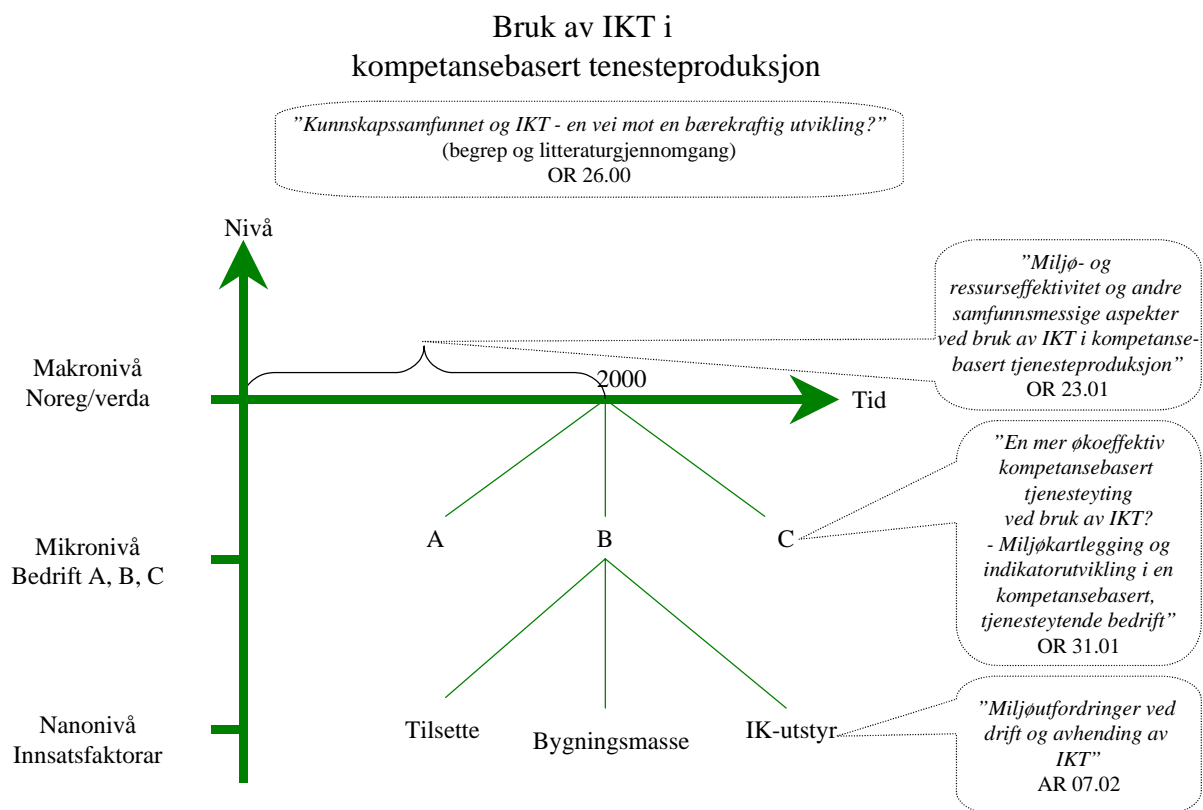 Bruk av IKT i
kompetansebasert tenesteproduksjon
”Kunnskapssamfunnet og IKT - en vei mot en bærekraftig utvikling?”
(begrep og litteraturgjennomgang)
OR 26.00
Nivå
”Miljø- og
ressurseffektivitet og andre
samfunnsmessige aspekter
ved bruk av IKT i kompetanse-
basert tjenesteproduksjon”
OR 23.01
Makronivå
Noreg/verda
2000
Tid
”En mer økoeffektiv
kompetansebasert
tjenesteyting
ved bruk av IKT?
- Miljøkartlegging og
indikatorutvikling i en
kompetansebasert,
tjenesteytende bedrift”
OR 31.01
Mikronivå
Bedrift A, B, C
A
B
C
Nanonivå
Innsatsfaktorar
Tilsette
Bygningsmasse
IK-utstyr
”Miljøutfordringer ved
drift og avhending av
IKT”
AR 07.02